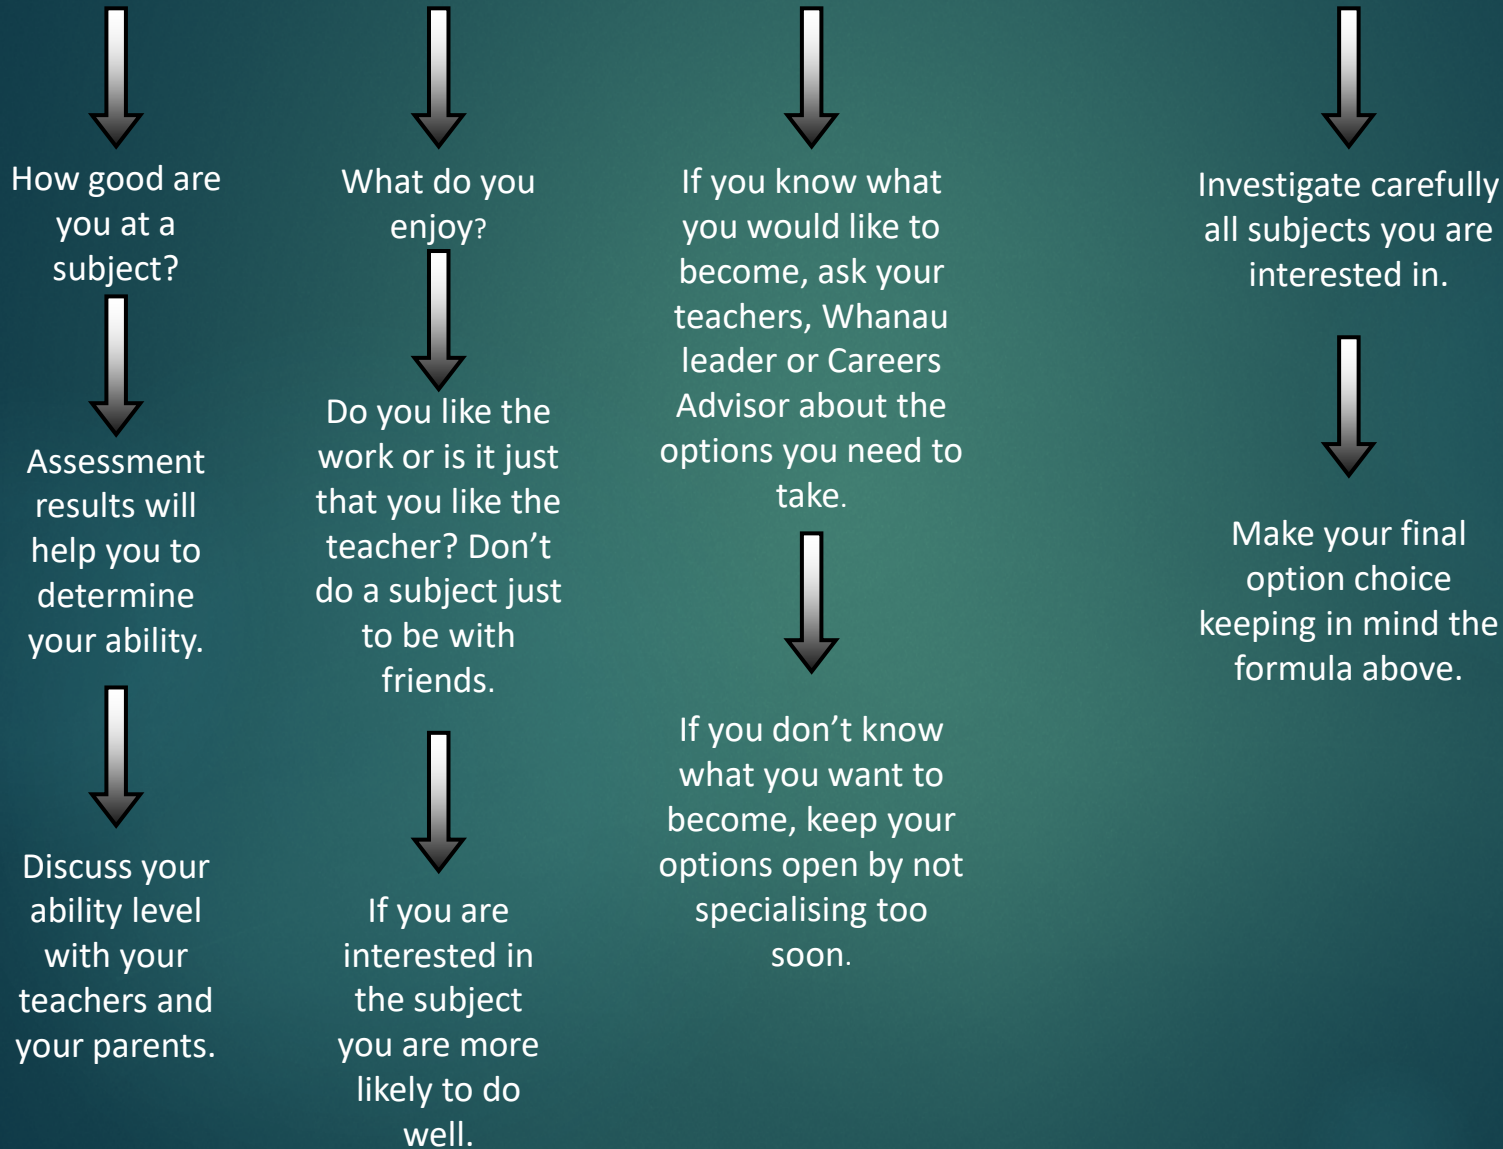 How good are
you at a
subject?
Assessment
results will
help you to
determine
your ability.
Discuss your
ability level
with your
teachers and
your parents.
What do you
enjoy?
Do you like the
work or is it just
that you like the
teacher? Don’t
do a subject just
to be with
friends.
If you are
interested in
the subject
you are more
likely to do
well.
If you know what
you would like to
become, ask your
teachers, Whanau
leader or Careers
Advisor about the
options you need to
take.
If you don’t know
what you want to
become, keep your
options open by not
specialising too
soon.
Investigate carefully
all subjects you are
interested in.
Make your final
option choice
keeping in mind the
formula above.